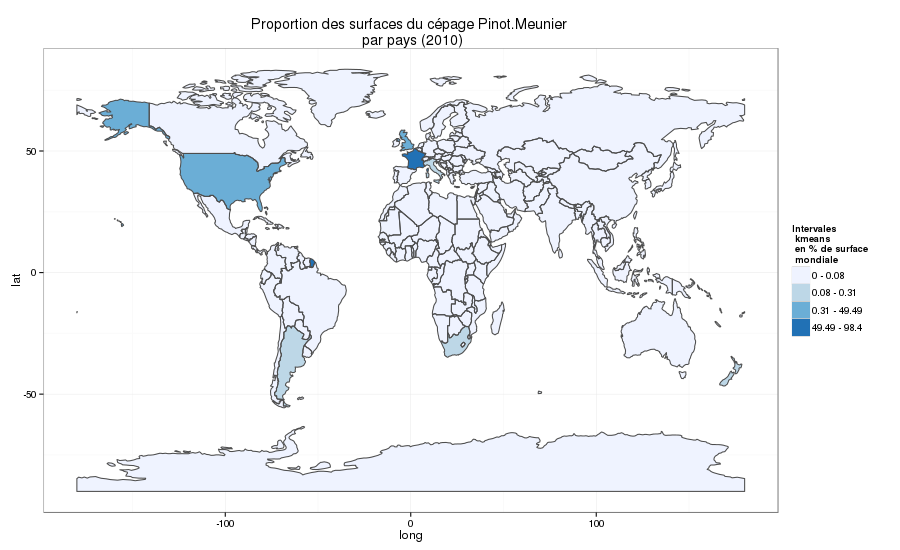 Proportion des surfaces du cépage Pinot.Meunier
par pays (2010)
50
0
-50
lat
-100
0
100
long
Intervales
kmeans
en % de surface
mondiale
0 - 0.08
0.08 - 0.31
0.31 - 49.49
49.49 - 98.4